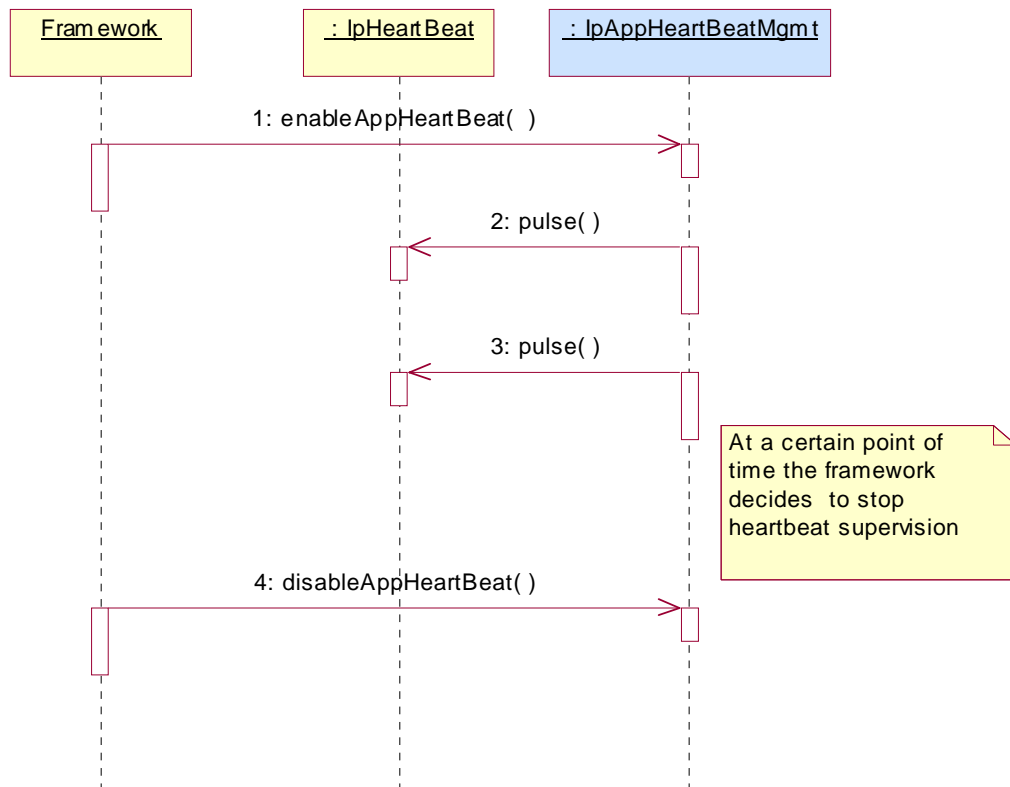 Framework
: IpHeartBeat
: IpAppHeartBeatMgmt
1: enableAppHeartBeat( )
2: pulse( )
3: pulse( )
At a certain point of
time the framework
decides to stop
heartbeat supervision
4: disableAppHeartBeat( )